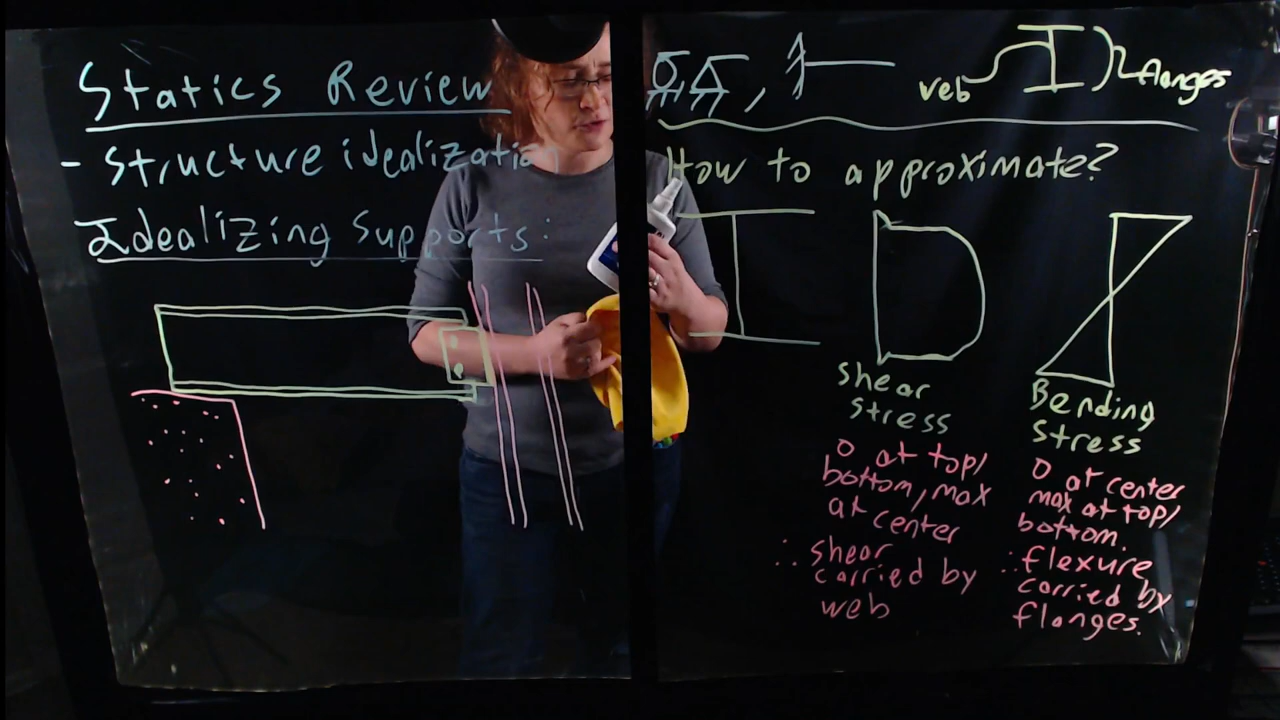 Statics Review
- Structure idealization
Idealizing Supports:
web
flanges
How to approximate?
Shear
Stress
0 at top/
bottom, max
at center
∴ shear
carried by
web
Bending
Stress
0 at center
max at top/
bottom.
∴ flexure
carried by
flanges.